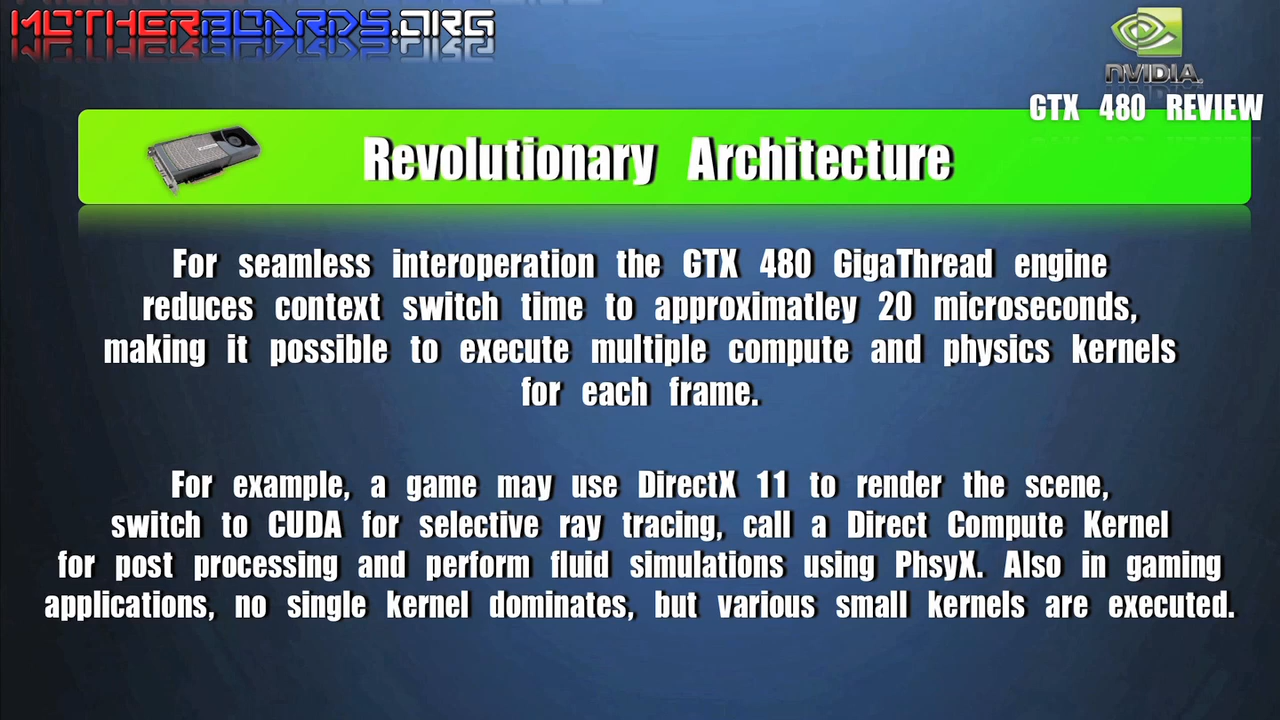 MOTHERBOARDS.ORG
NVIDIA.
GTX 480 REVIEW
Revolutionary Architecture
For seamless interoperation the GTX 480 GigaThread engine
reduces context switch time to approximatley 20 microseconds,
making it possible to execute multiple compute and physics kernels
for each frame.
For example, a game may use DirectX 11 to render the scene,
switch to CUDA for selective ray tracing, call a Direct Compute Kernel
for post processing and perform fluid simulations using PhsyX. Also in gaming
applications, no single kernel dominates, but various small kernels are executed.